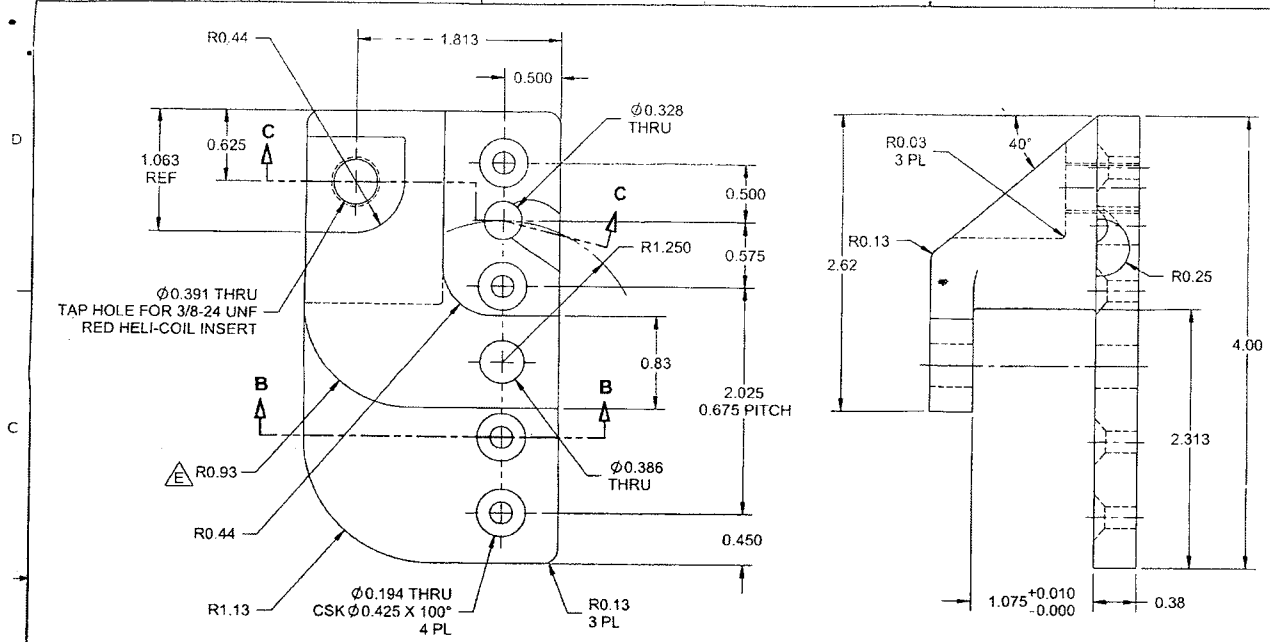 D
C
R0.44
1.813
0.500
Ø0.328
THRU
0.625
1.063
REF
C
C
0.500
0.575
R1.250
Ø0.391 THRU
TAP HOLE FOR 3/8-24 UNF
RED HELI-COIL INSERT
0.83
B
B
2.025
0.675 PITCH
E
R0.93
Ø0.386
THRU
R0.44
0.450
R1.13
Ø0.194 THRU
CSK Ø0.425 X 100°
4 PL
R0.13
3 PL
R0.03
3 PL
40°
R0.13
2.62
R0.25
4.00
2.313
1.075 +0.010
-0.000
0.38